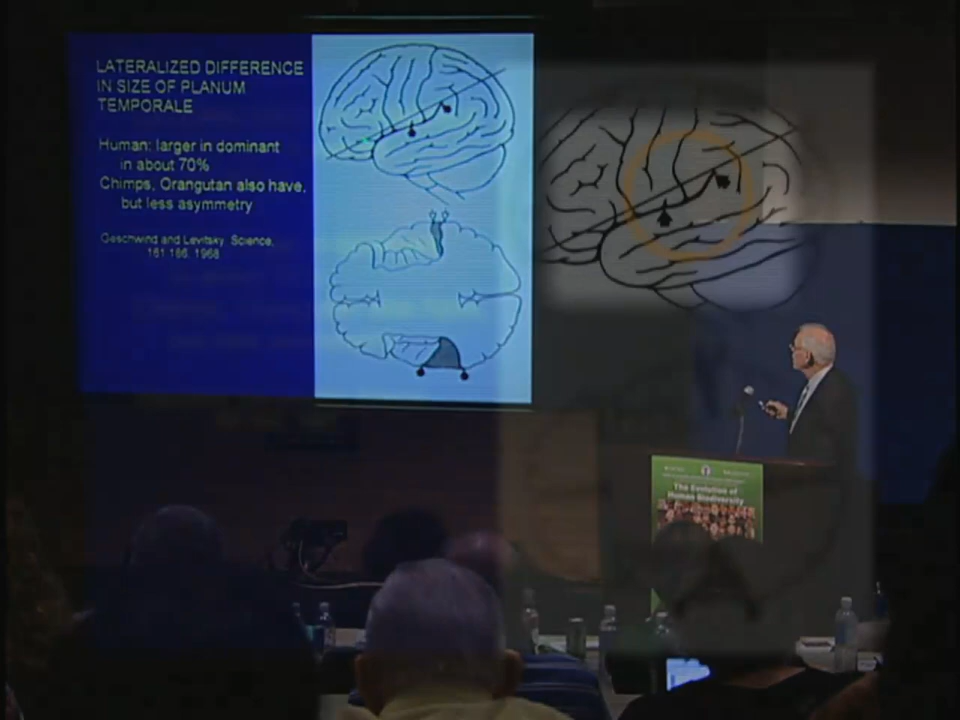 LATERALIZED DIFFERENCE
IN SIZE OF PLANUM
TEMPORALE
Human: larger in dominant
in about 70%
Chimps, Orangutan also have,
but less asymmetry
Geschwind and Levitsky, Science,
161:186, 1968
The Evolution of
Human Biodiversity